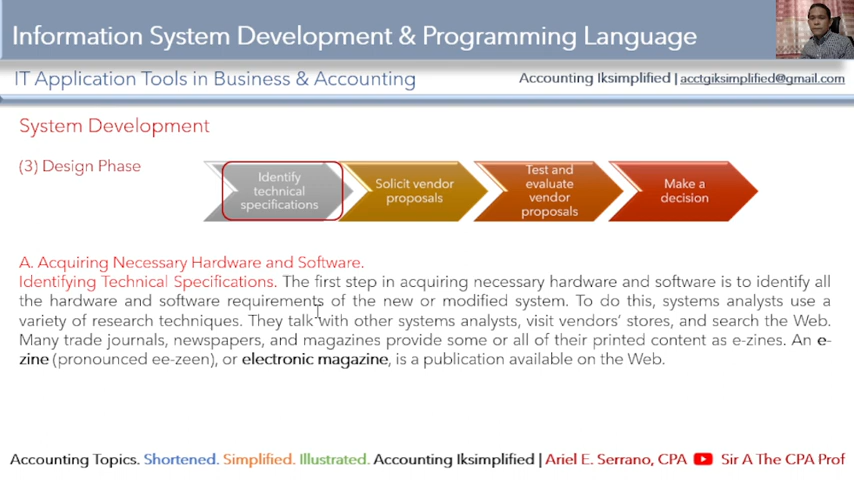 Information System Development & Programming Language
IT Application Tools in Business & Accounting
Accounting Iksimplified | acctgiksimplified@gmail.com
System Development
(3) Design Phase
Identify
technical
specifications
Solicit vendor
proposals
Test and
evaluate
vendor
proposals
Make a
decision
A. Acquiring Necessary Hardware and Software.
Identifying Technical Specifications. The first step in acquiring necessary hardware and software is to identify all
the hardware and software requirements of the new or modified system. To do this, systems analysts use a
variety of research techniques. They talk with other systems analysts, visit vendors' stores, and search the Web.
Many trade journals, newspapers, and magazines provide some or all of their printed content as e-zines. An e-
zine (pronounced ee-zeen), or electronic magazine, is a publication available on the Web.
Accounting Topics. Shortened. Simplified. Illustrated. Accounting Iksimplified | Ariel E. Serrano, CPA Sir A The CPA Prof